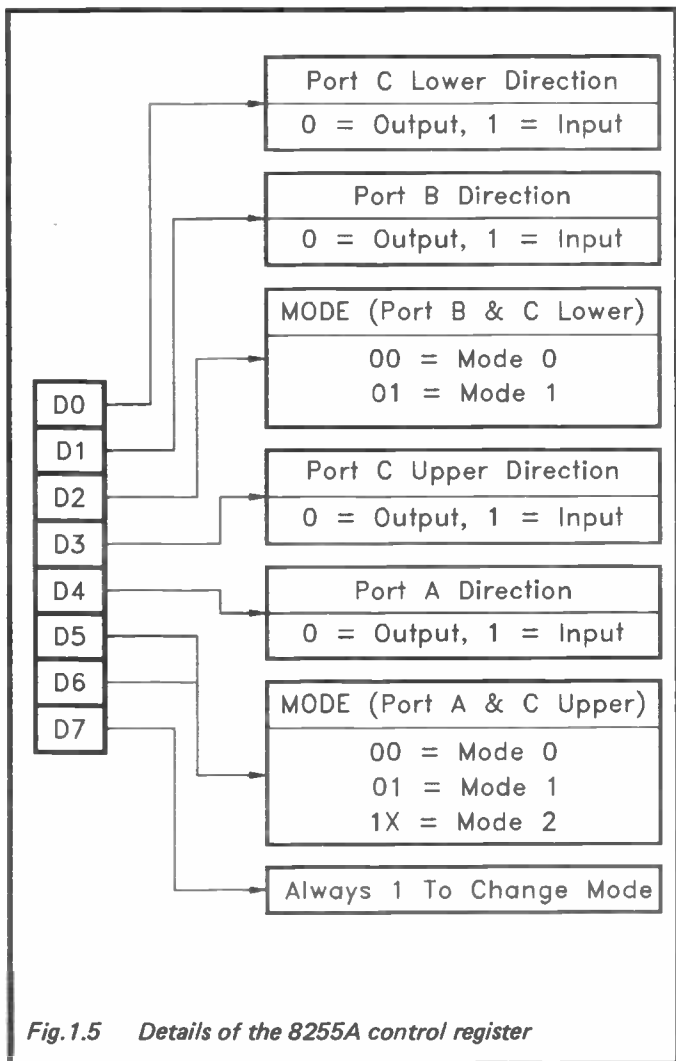 Port C Lower Direction
0 = Output, 1 = Input
Port B Direction
0 = Output, 1 = Input
MODE (Port B & C Lower)
00 = Mode 0
01 = Mode 1
D0
D1
D2
D3
D4
D5
D6
D7
Port C Upper Direction
0 = Output, 1 = Input
Port A Direction
0 = Output, 1 = Input
MODE (Port A & C Upper)
00 = Mode 0
01 = Mode 1
1X = Mode 2
Always 1 To Change Mode
Fig.1.5 Details of the 8255A control register